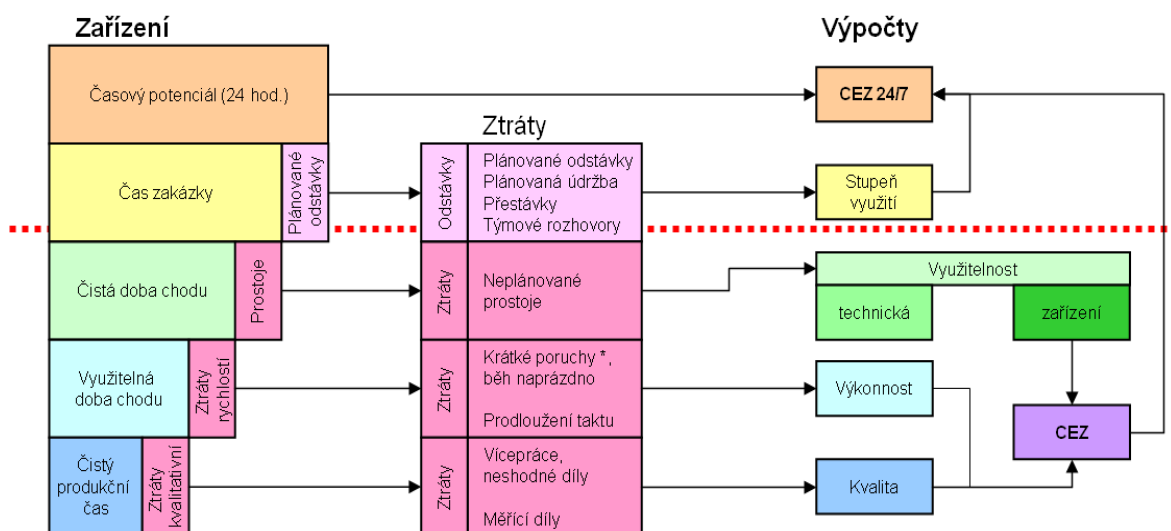 Zařízení
Výpočty
Časový potenciál (24 hod.)
CEZ 24/7
Ztráty
Čas zakázky
Plánované
odstávky
Odstávky
Plánované odstávky
Plánovaná údržba
Přestávky
Týmové rozhovory
Stupeň
využití
Čistá doba chodu
Prostoje
Ztráty
Neplánované
prostoje
Využitelnost
technická
zařízení
Využitelná
doba chodu
Ztráty
rychlostí
Ztráty
Krátké poruchy *,
běh naprázdno
Prodloužení taktu
Výkonnost
CEZ
Čistý
produkční
čas
Ztráty
kvalitativní
Ztráty
Vícepráce,
neshodné díly
Měřící díly
Kvalita